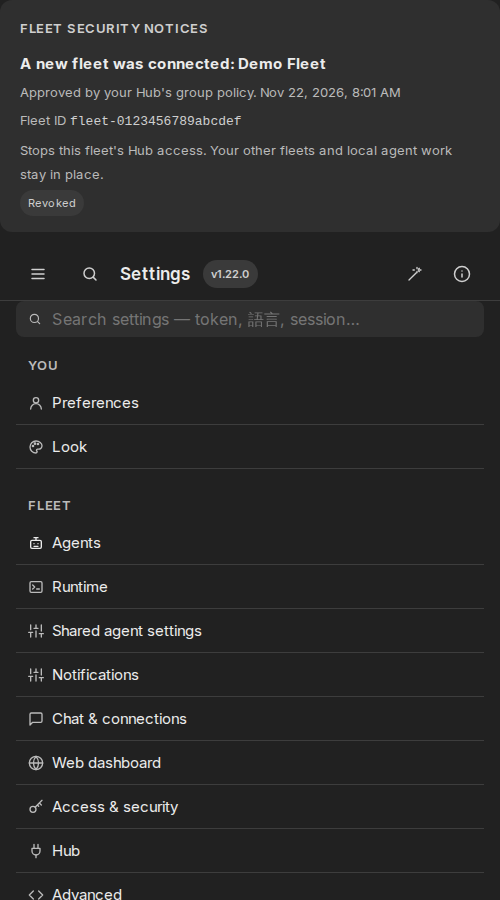 FLEET SECURITY NOTICES
A new fleet was connected: Demo Fleet
Approved by your Hub's group policy. Nov 22, 2026, 8:01 AM
Fleet ID fleet-0123456789abcdef
Stops this fleet's Hub access. Your other fleets and local agent work
stay in place.
Revoked
Settings v1.22.0
Search settings — token, 語言, session...
YOU
Preferences
Look
FLEET
Agents
Runtime
Shared agent settings
Notifications
Chat & connections
Web dashboard
Access & security
Hub
Advanced